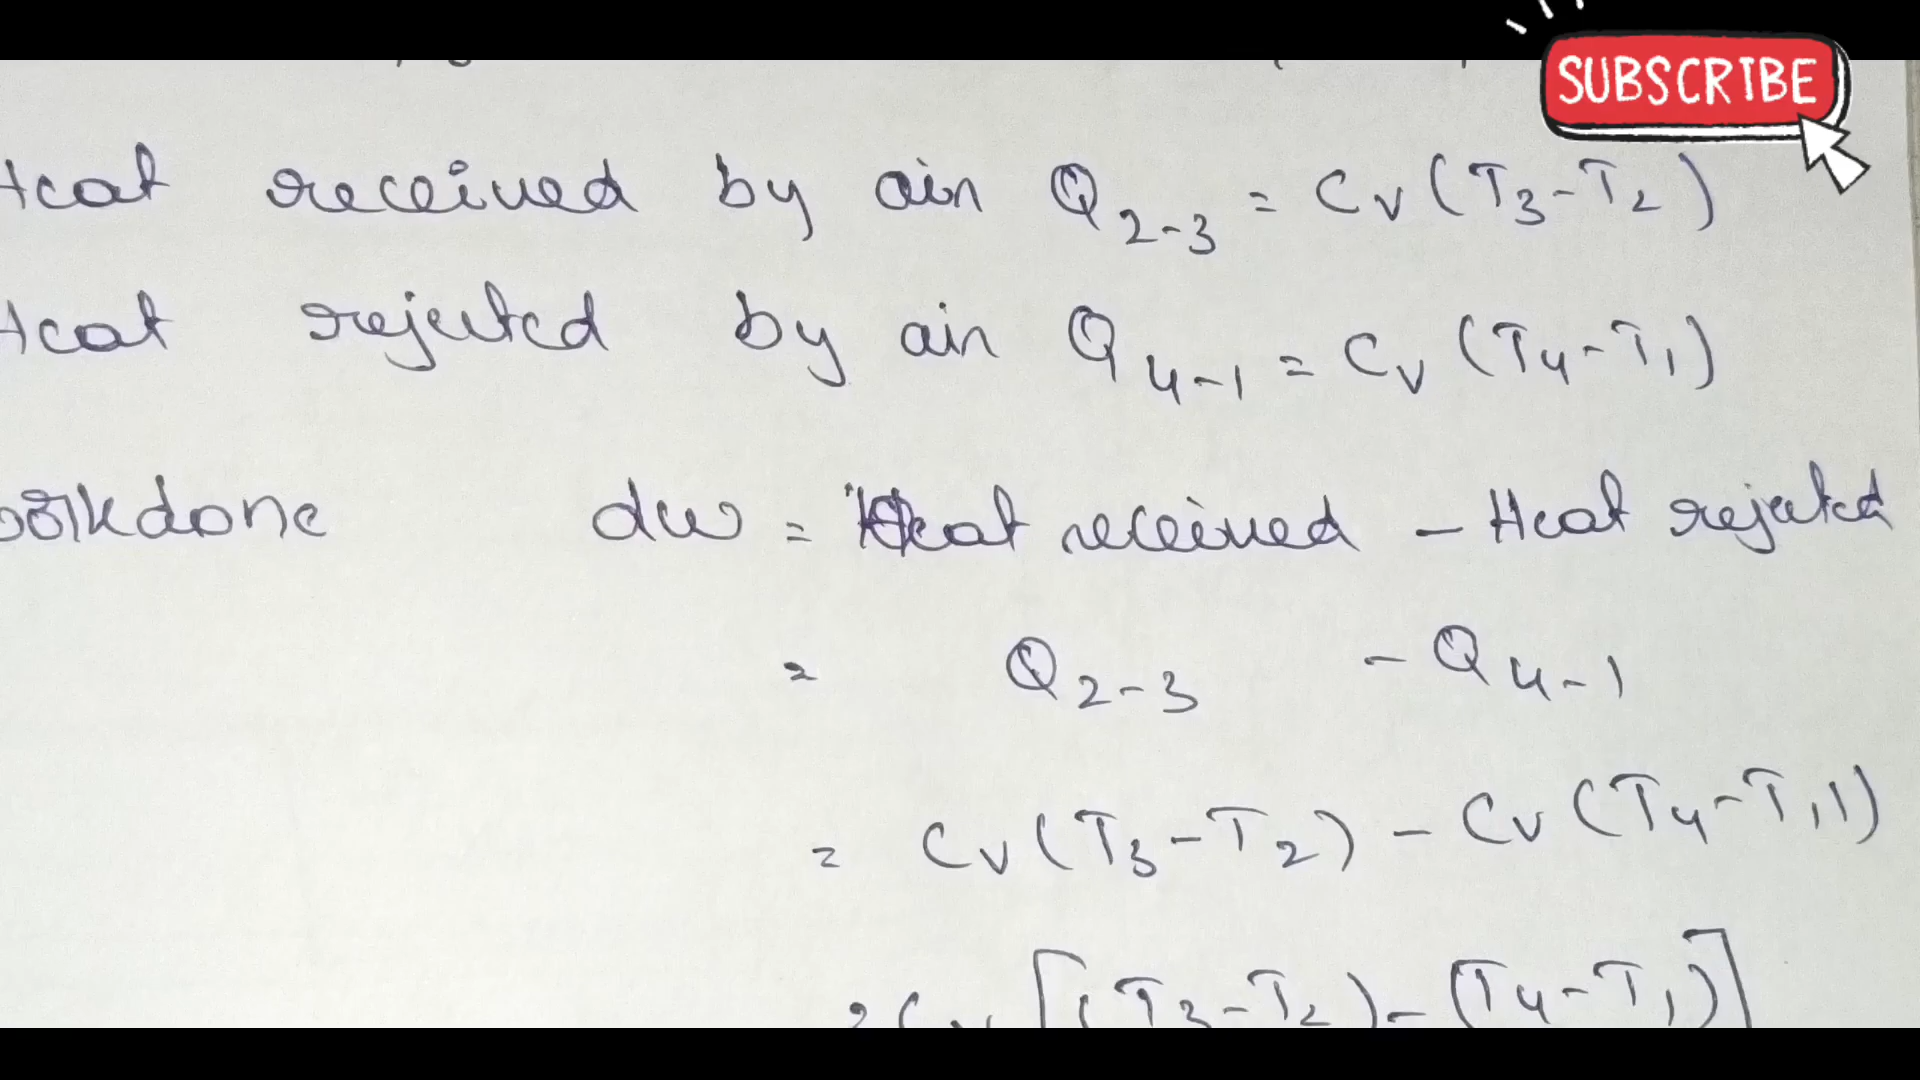 SUBSCRIBE
Heat received by air Q2-3 = Cv(T3-T2)
Heat rejected by air Q4-1 = Cv(T4-T1)
orkdone dw = Heat received - Heat rejected
= Q2-3 - Q4-1
= Cv(T3-T2) - Cv(T4-T11)
= Cv[(T3-T2)-(T4-T1)]